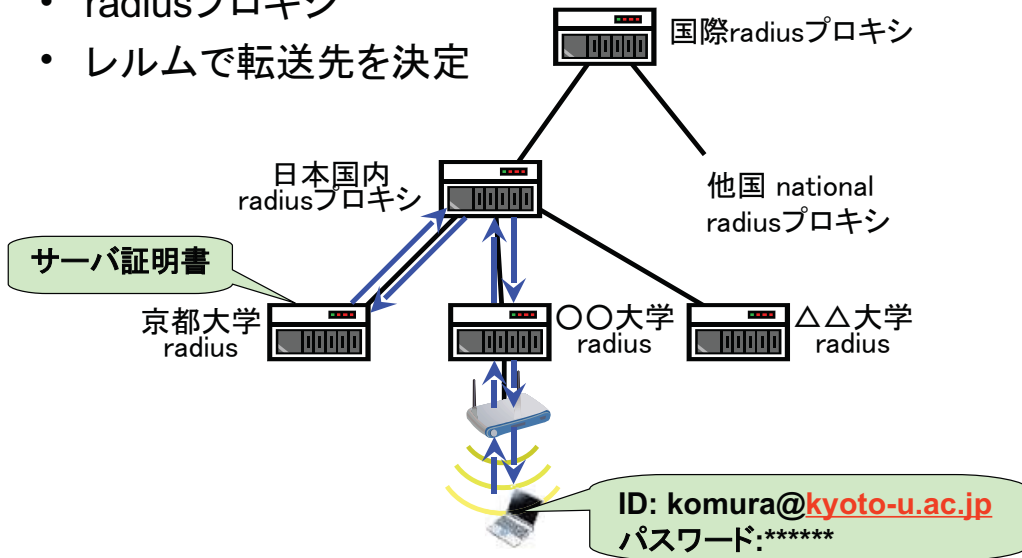 • radiusプロキシ
• レルムで転送先を決定
国際radiusプロキシ
日本国内
radiusプロキシ
他国 national
radiusプロキシ
サーバ証明書
京都大学
radius
〇〇大学
radius
△△大学
radius
ID: komura@kyoto-u.ac.jp
パスワード:******